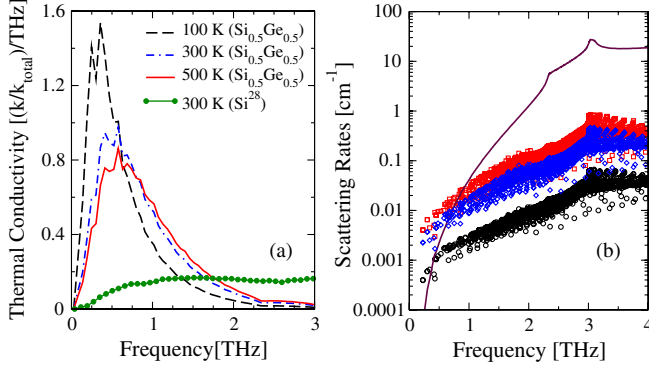 Thermal Conductivity [(k/k_total)/THz]
1.6
1.2
0.8
0.4
0
100 K (Si0.5Ge0.5)
300 K (Si0.5Ge0.5)
500 K (Si0.5Ge0.5)
300 K (Si28)
(a)
0 1 2 3
Frequency[THz]
Scattering Rates [cm-1]
100
10
1
0.1
0.01
0.001
0.0001
(b)
0 1 2 3 4
Frequency [THz]